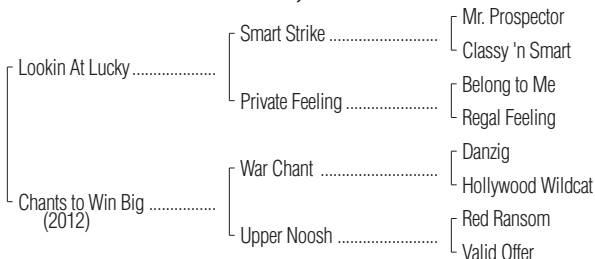 Mr. Prospector
Smart Strike ......................
Classy 'n Smart
Lookin At Lucky...................
Belong to Me
Private Feeling ..................
Regal Feeling
Danzig
War Chant .......................
Hollywood Wildcat
Chants to Win Big ...............
(2012)
Red Ransom
Upper Noosh ....................
Valid Offer